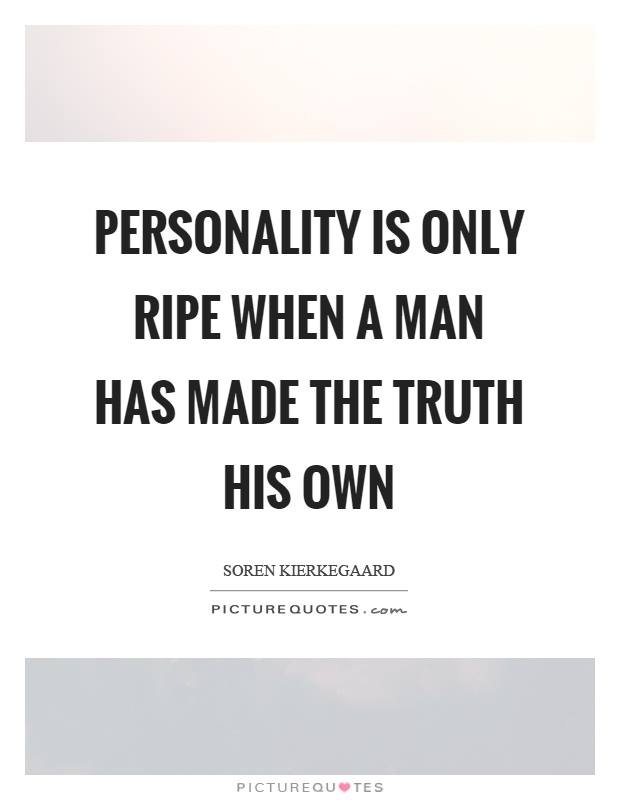 PERSONALITY IS ONLY
RIPE WHEN A MAN
HAS MADE THE TRUTH
HIS OWN
SOREN KIERKEGAARD
PICTUREQUOTES.com
PICTUREQUOTES